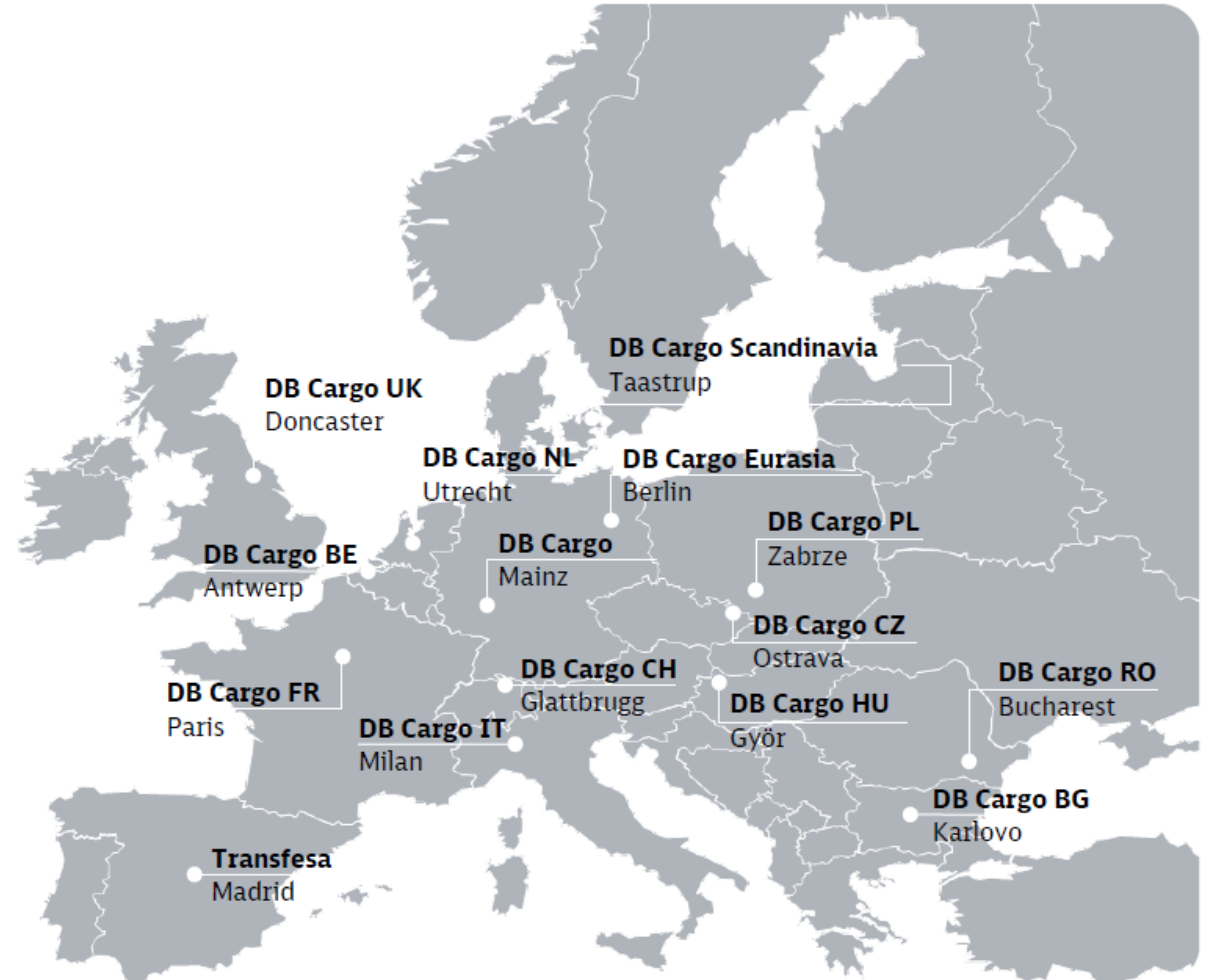 DB Cargo Scandinavia
Taastrup
DB Cargo UK
Doncaster
DB Cargo NL
Utrecht
DB Cargo Eurasia
Berlin
DB Cargo PL
Zabrze
DB Cargo
Mainz
DB Cargo BE
Antwerp
DB Cargo CZ
Ostrava
DB Cargo CH
Glattbrugg
DB Cargo RO
Bucharest
DB Cargo FR
Paris
DB Cargo HU
Györ
DB Cargo IT
Milan
DB Cargo BG
Karlovo
Transfesa
Madrid